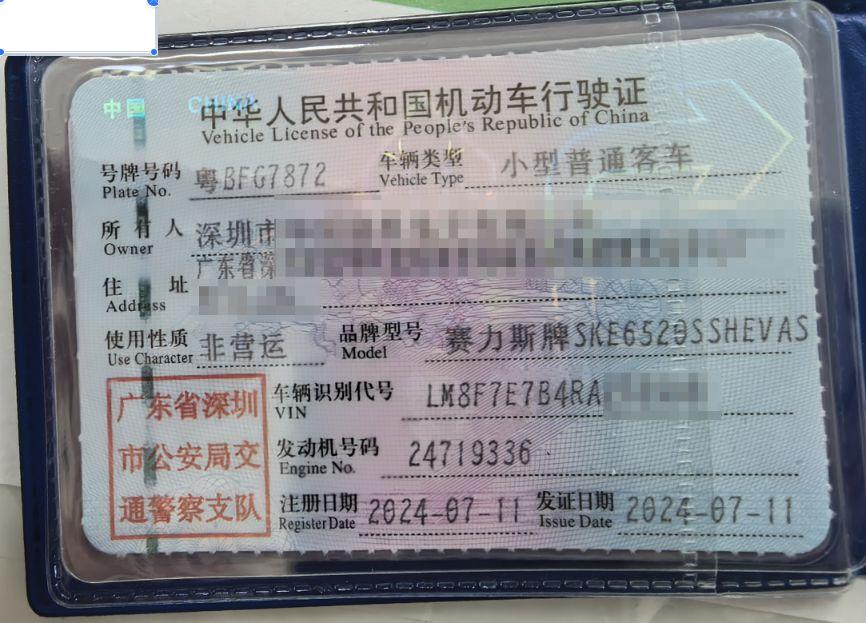 中国 CHINA
中华人民共和国机动车行驶证
Vehicle License of the People's Republic of China
号牌号码 粤BFG7872 车辆类型 小型普通客车
Plate No. Vehicle Type
所有人 深圳市
Owner
广东省深
住址
Address
使用性质 非营运 品牌型号 赛力斯牌SKE6520SSHEVAS
Use Character Model
广东省深圳
市公安局交
通警察支队
车辆识别代号 LM8F7E7B4RA
VIN
发动机号码 24719336
Engine No.
注册日期 2024-07-11 发证日期 2024-07-11
Register Date Issue Date